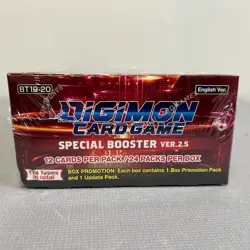 BT19-20
English Ver.
DIGIMON
CARD GAME
SPECIAL BOOSTER VER.2.5
12 CARDS PER PACK / 24 PACKS PER BOX
174 types
in total
BOX PROMOTION: Each box contains 1 Box Promotion Pack
and 1 Update Pack.